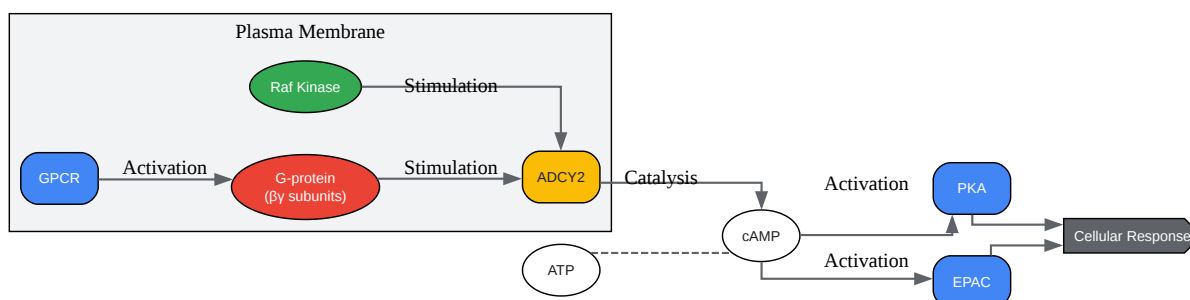 Plasma Membrane
Raf Kinase
Stimulation
GPCR
Activation
G-protein
(βγ subunits)
Stimulation
ADCY2
Catalysis
Activation
PKA
cAMP
Cellular Response
ATP
Activation
EPAC